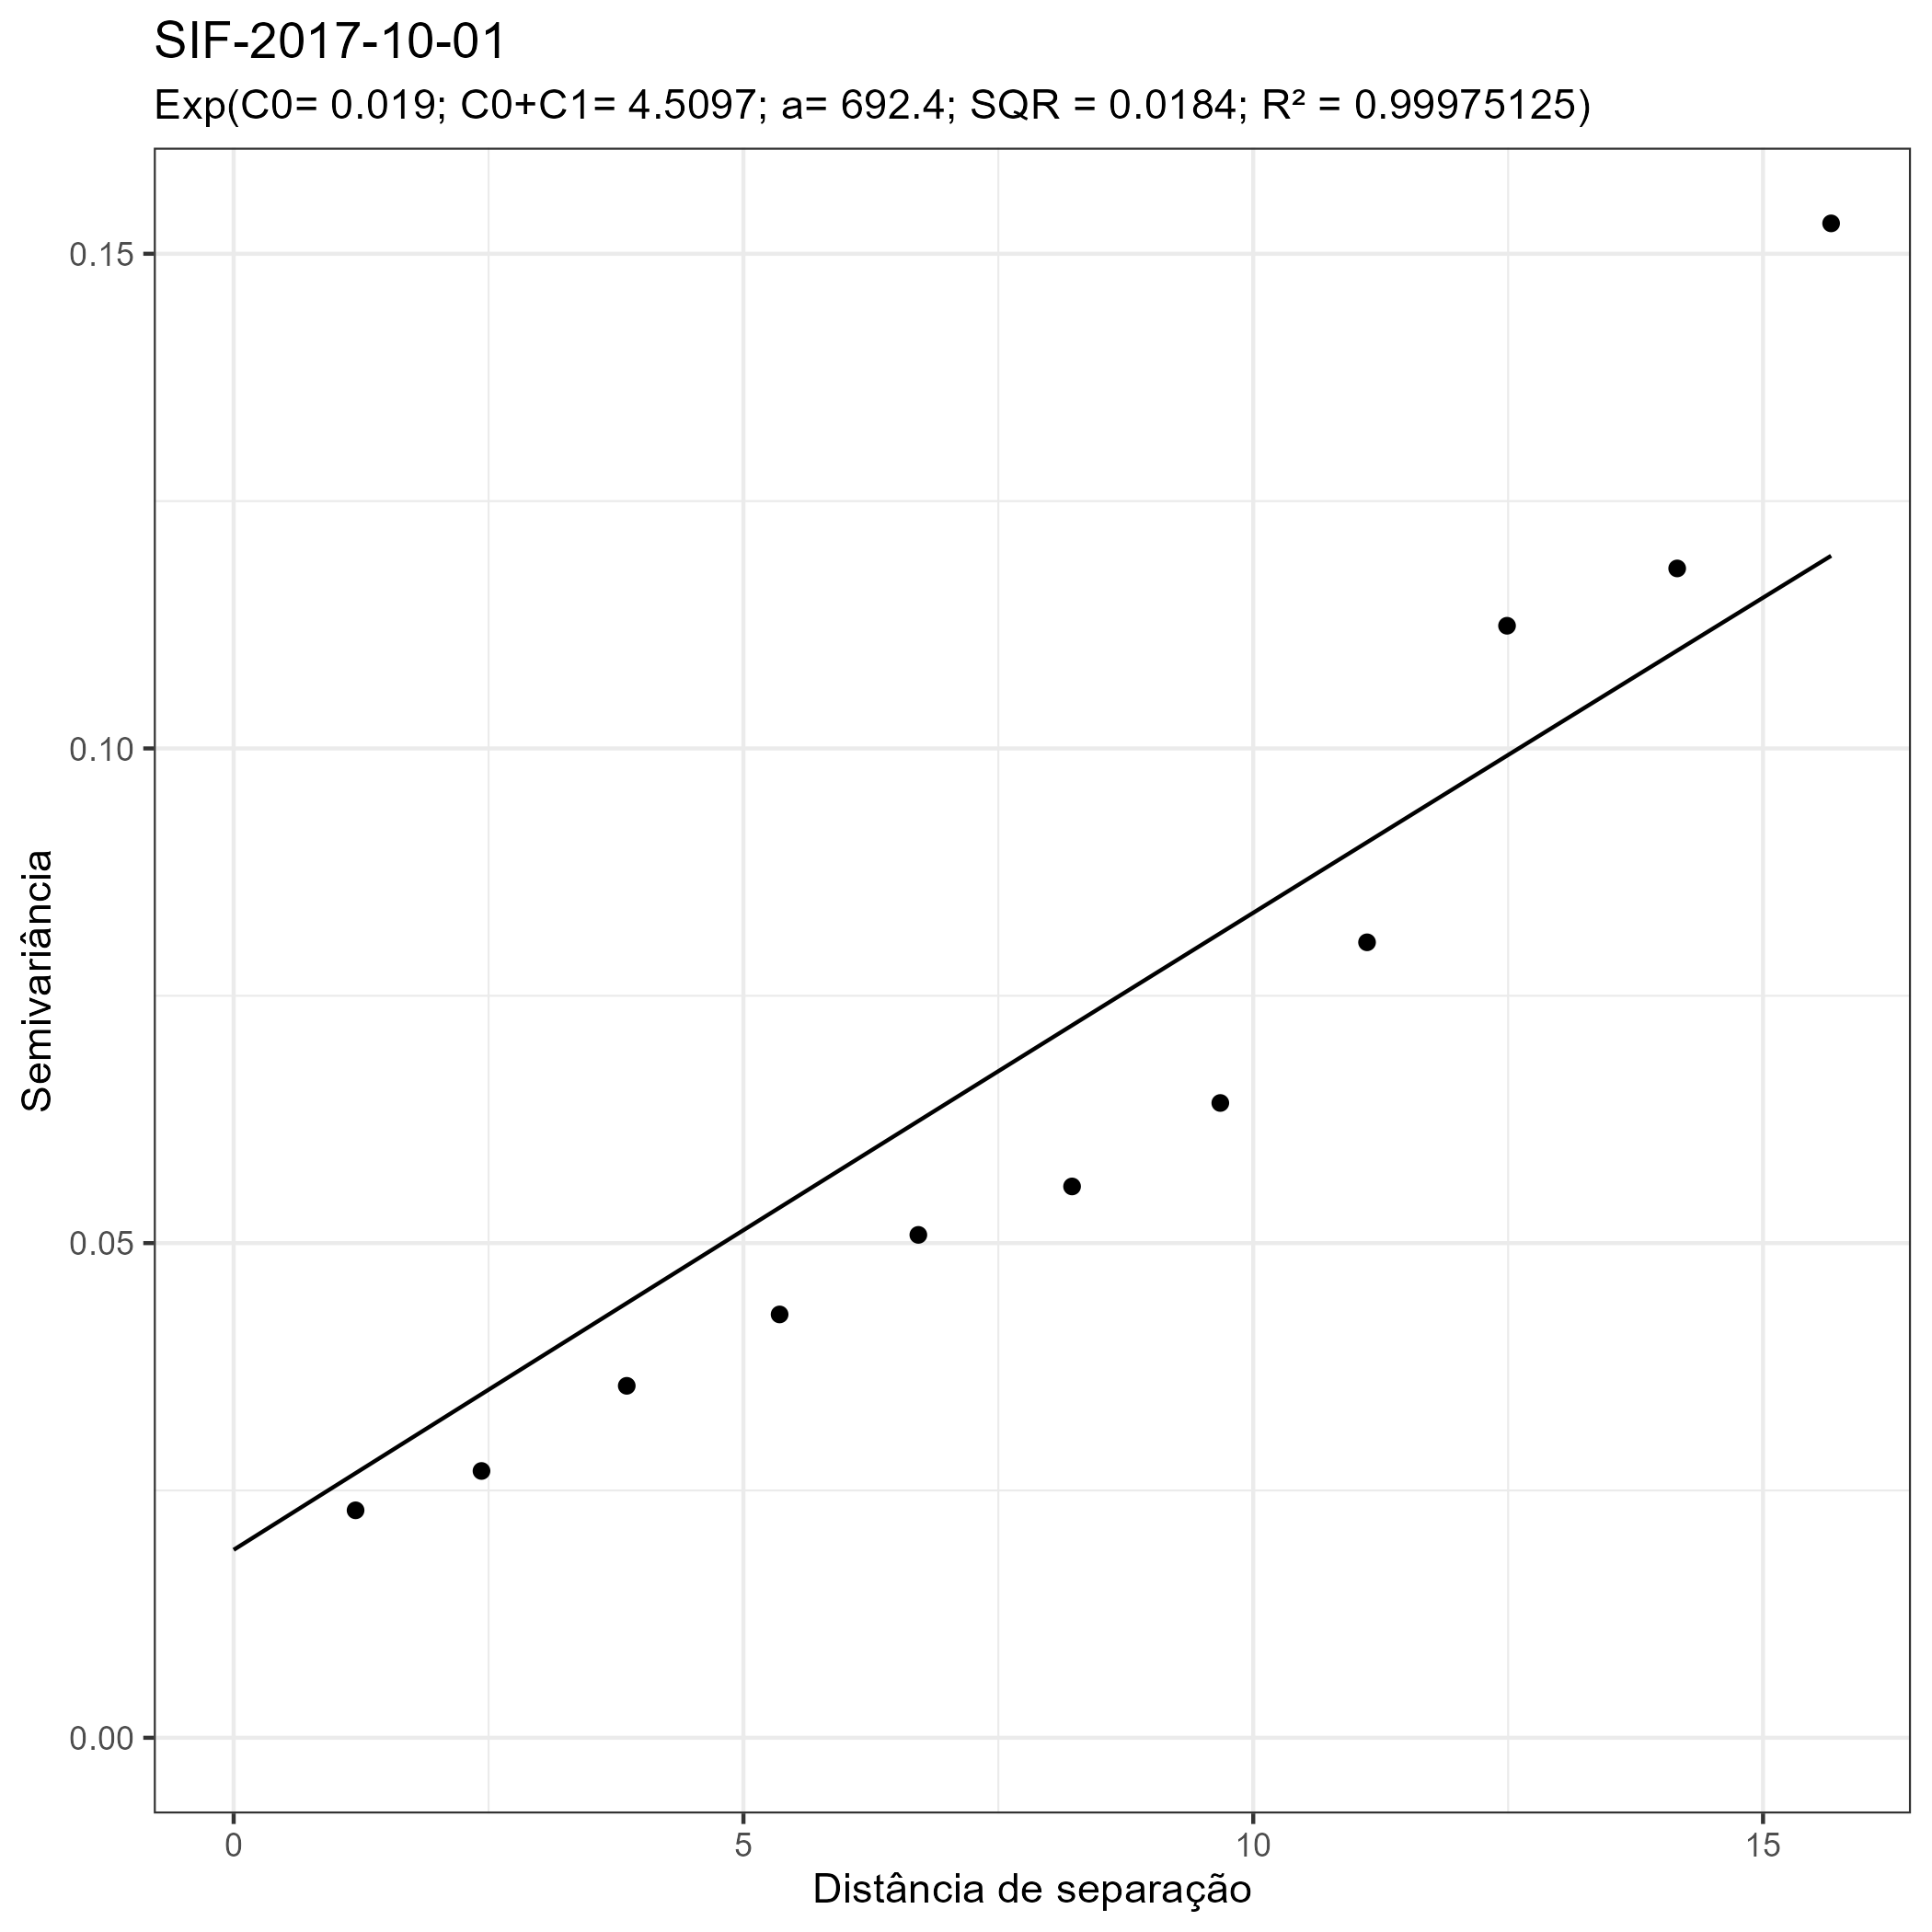 SIF-2017-10-01
Exp(C0= 0.019; C0+C1= 4.5097; a= 692.4; SQR = 0.0184; R² = 0.99975125)
0.15
0.10
0.05
0.00
Semivariância
0
5
10
15
Distância de separação